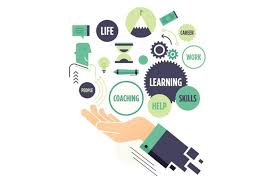 LIFE
CAREER
WORK
LEARNING
PEOPLE
COACHING
HELP
SKILLS